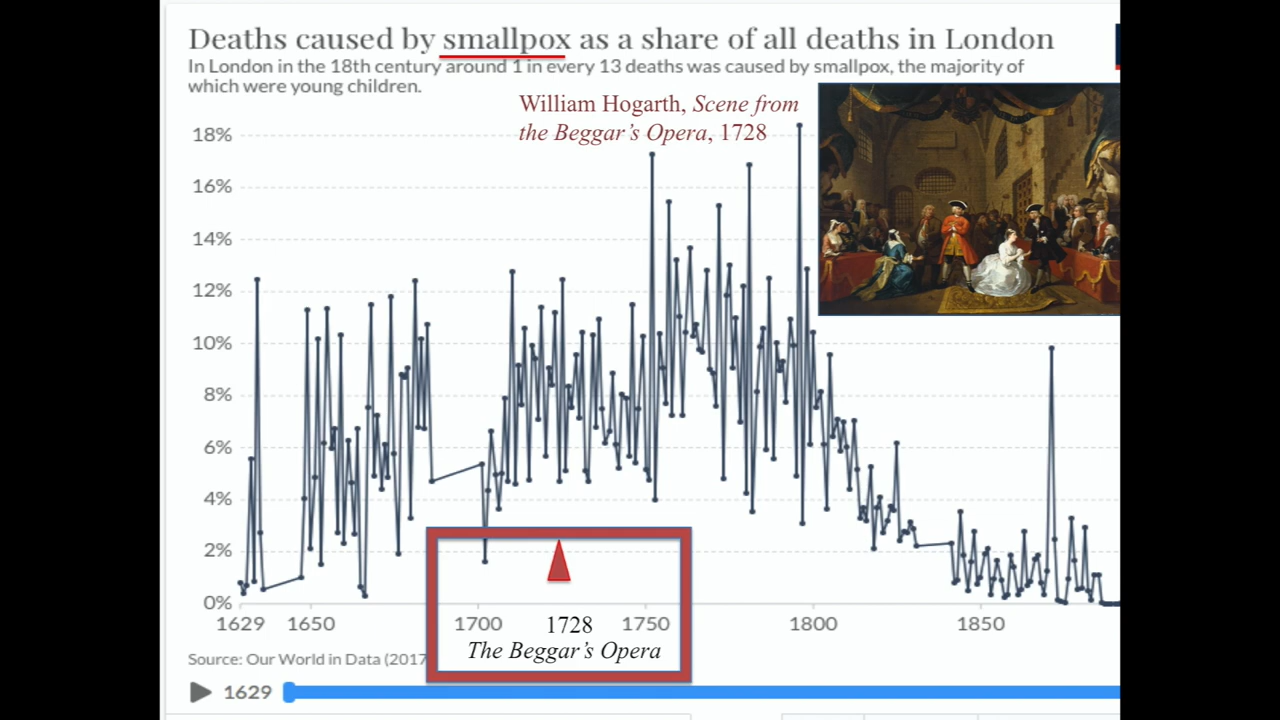 Deaths caused by smallpox as a share of all deaths in London
In London in the 18th century around 1 in every 13 deaths was caused by smallpox, the majority of
which were young children.
William Hogarth, Scene from
the Beggar's Opera, 1728
18%
16%
14%
12%
10%
8%
6%
4%
2%
0%
1629 1650 1700 1750 1800 1850
1728
The Beggar's Opera
Source: Our World in Data (2017
1629